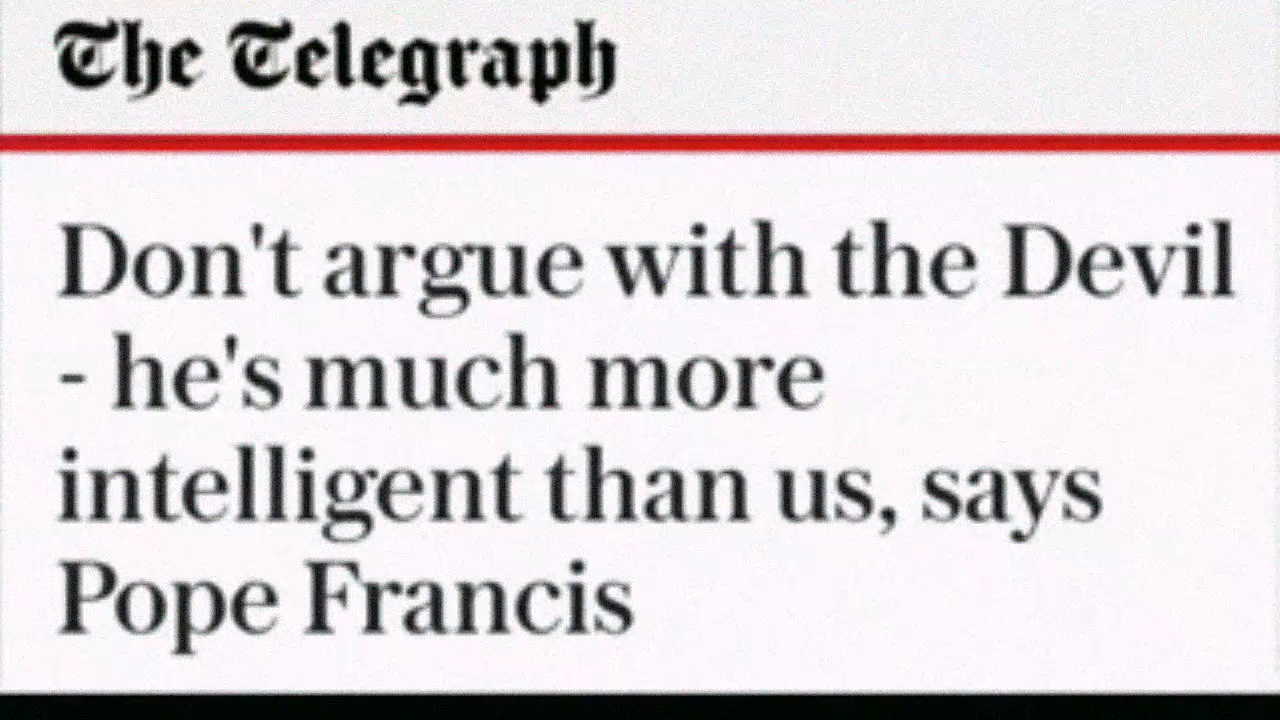 The Telegraph
Don't argue with the Devil
- he's much more
intelligent than us, says
Pope Francis